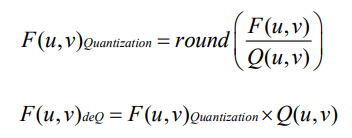 F(u,v)Quantization = round(F(u,v)/Q(u,v))
F(u,v)deQ = F(u,v)Quantization × Q(u,v)